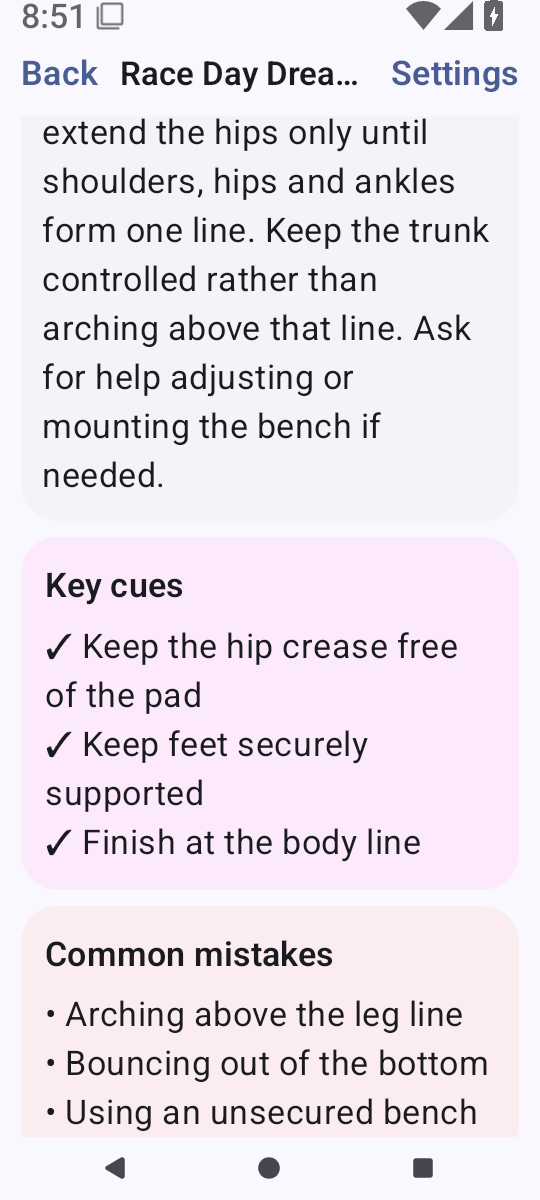 8:51
Back Race Day Drea... Settings
extend the hips only until
shoulders, hips and ankles
form one line. Keep the trunk
controlled rather than
arching above that line. Ask
for help adjusting or
mounting the bench if
needed.
Key cues
✓ Keep the hip crease free
of the pad
✓ Keep feet securely
supported
✓ Finish at the body line
Common mistakes
• Arching above the leg line
• Bouncing out of the bottom
• Using an unsecured bench